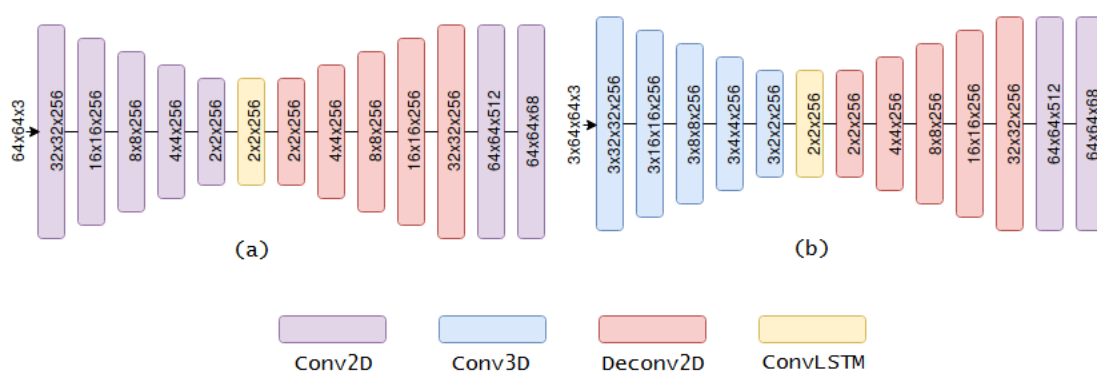 64x64x3
32x32x256
16x16x256
8x8x256
4x4x256
2x2x256
2x2x256
2x2x256
4x4x256
8x8x256
16x16x256
32x32x256
64x64x512
64x64x68
(a)
3x64x64x3
3x32x32x256
3x16x16x256
3x8x8x256
3x4x4x256
3x2x2x256
2x2x256
2x2x256
4x4x256
8x8x256
16x16x256
32x32x256
64x64x512
64x64x68
(b)
Conv2D
Conv3D
Deconv2D
ConvLSTM